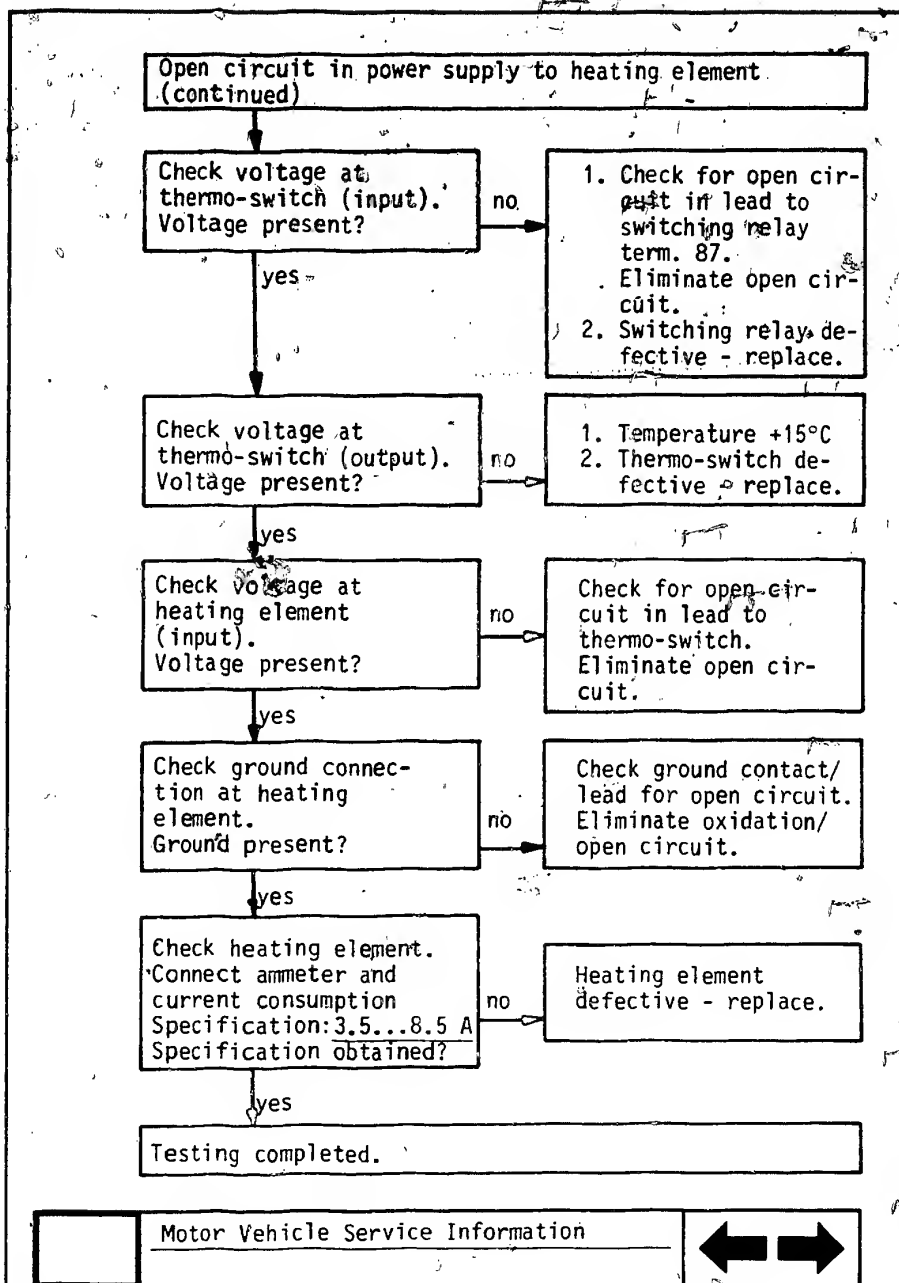 Open circuit in power supply to heating element
(continued)
Check voltage at
thermo-switch (input).
Voltage present?
no
1. Check for open cir-
cuit in lead to
switching relay
term. 87.
Eliminate open cir-
cuit.
2. Switching relay de-
fective - replace.
yes
Check voltage at
thermo-switch (output).
Voltage present?
no
1. Temperature +15°C
2. Thermo-switch de-
fective - replace.
yes
Check voltage at
heating element
(input).
Voltage present?
no
Check for open cir-
cuit in lead to
thermo-switch.
Eliminate open cir-
cuit.
yes
Check ground connec-
tion at heating
element.
Ground present?
no
Check ground contact/
lead for open circuit.
Eliminate oxidation/
open circuit.
yes
Check heating element.
Connect ammeter and
current consumption
Specification: 3.5...8.5 A
Specification obtained?
no
Heating element
defective - replace.
yes
Testing completed.
Motor Vehicle Service Information